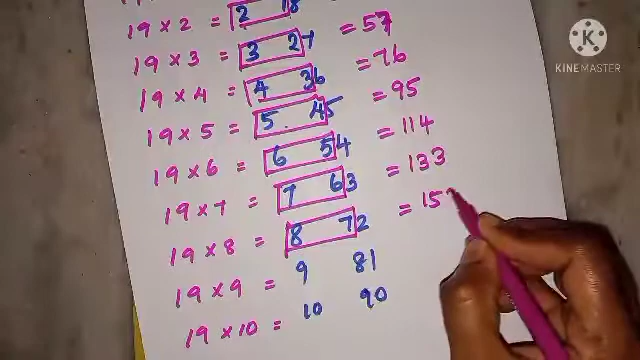 19 × 2 = 2 18
19 × 3 = 3 27 = 57
19 × 4 = 4 36 = 76
19 × 5 = 5 45 = 95
19 × 6 = 6 54 = 114
19 × 7 = 7 63 = 133
19 × 8 = 8 72 = 15
19 × 9 = 9 81
19 × 10 = 10 90
KINEMASTER